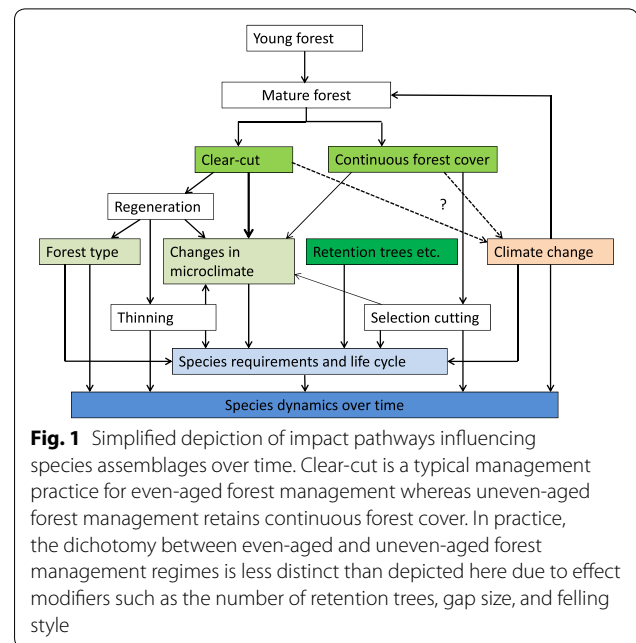 Young forest
Mature forest
Clear-cut
Continuous forest cover
?
Regeneration
Forest type
Changes in
microclimate
Retention trees etc.
Climate change
Thinning
Selection cutting
Species requirements and life cycle
Species dynamics over time
Fig. 1 Simplified depiction of impact pathways influencing
species assemblages over time. Clear-cut is a typical management
practice for even-aged forest management whereas uneven-aged
forest management retains continuous forest cover. In practice,
the dichotomy between even-aged and uneven-aged forest
management regimes is less distinct than depicted here due to effect
modifiers such as the number of retention trees, gap size, and felling
style